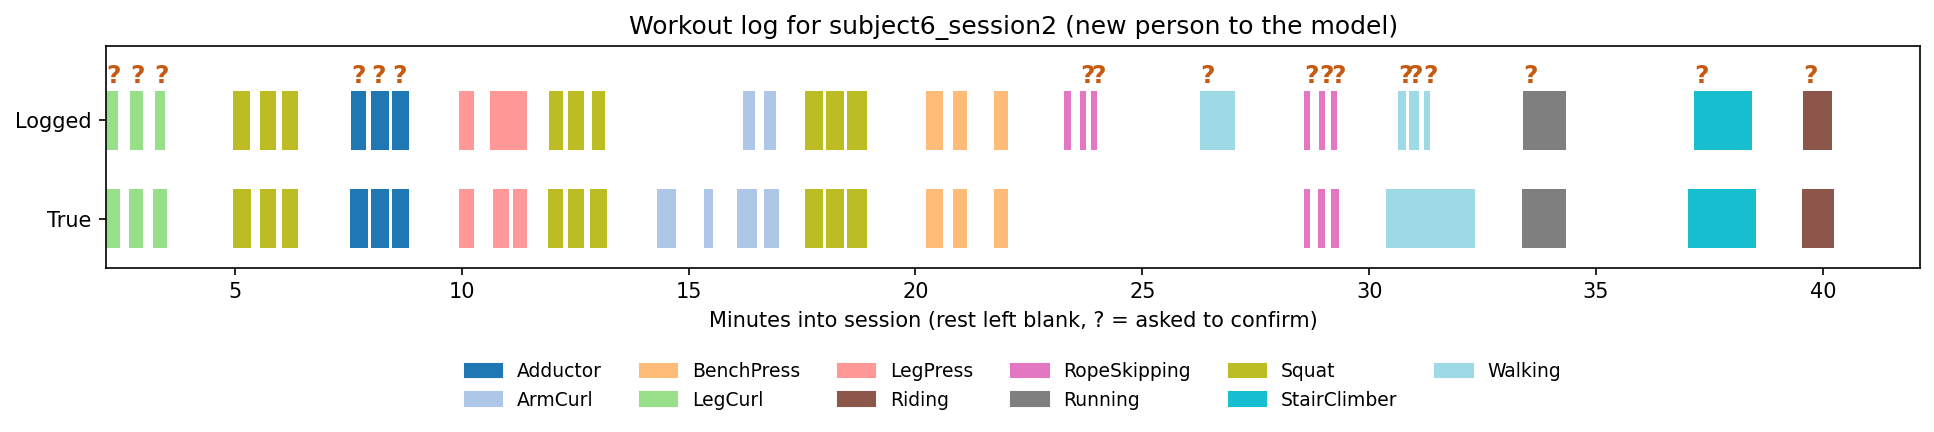 Workout log for subject6_session2 (new person to the model)
? ? ? ? ? ? ? ? ? ? ? ? ? ? ? ? ? ?
Logged
True
5 10 15 20 25 30 35 40
Minutes into session (rest left blank, ? = asked to confirm)
Adductor BenchPress LegPress RopeSkipping Squat Walking
ArmCurl LegCurl Riding Running StairClimber